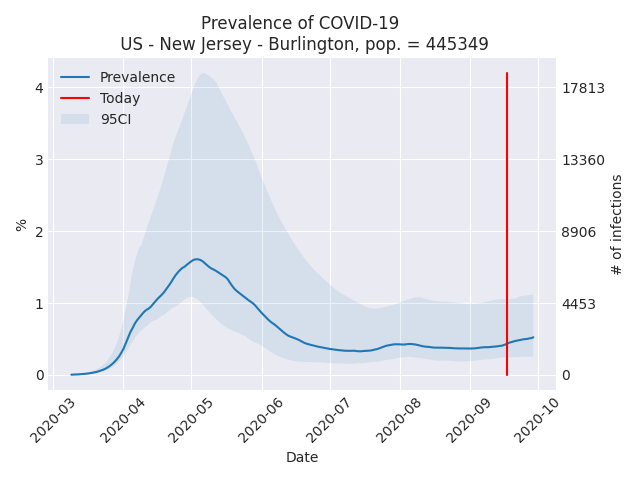 Prevalence of COVID-19
US - New Jersey - Burlington, pop. = 445349
Prevalence
Today
95CI
4
3
2
1
0
%
17813
13360
8906
4453
0
# of infections
2020-03
2020-04
2020-05
2020-06
2020-07
2020-08
2020-09
2020-10
Date